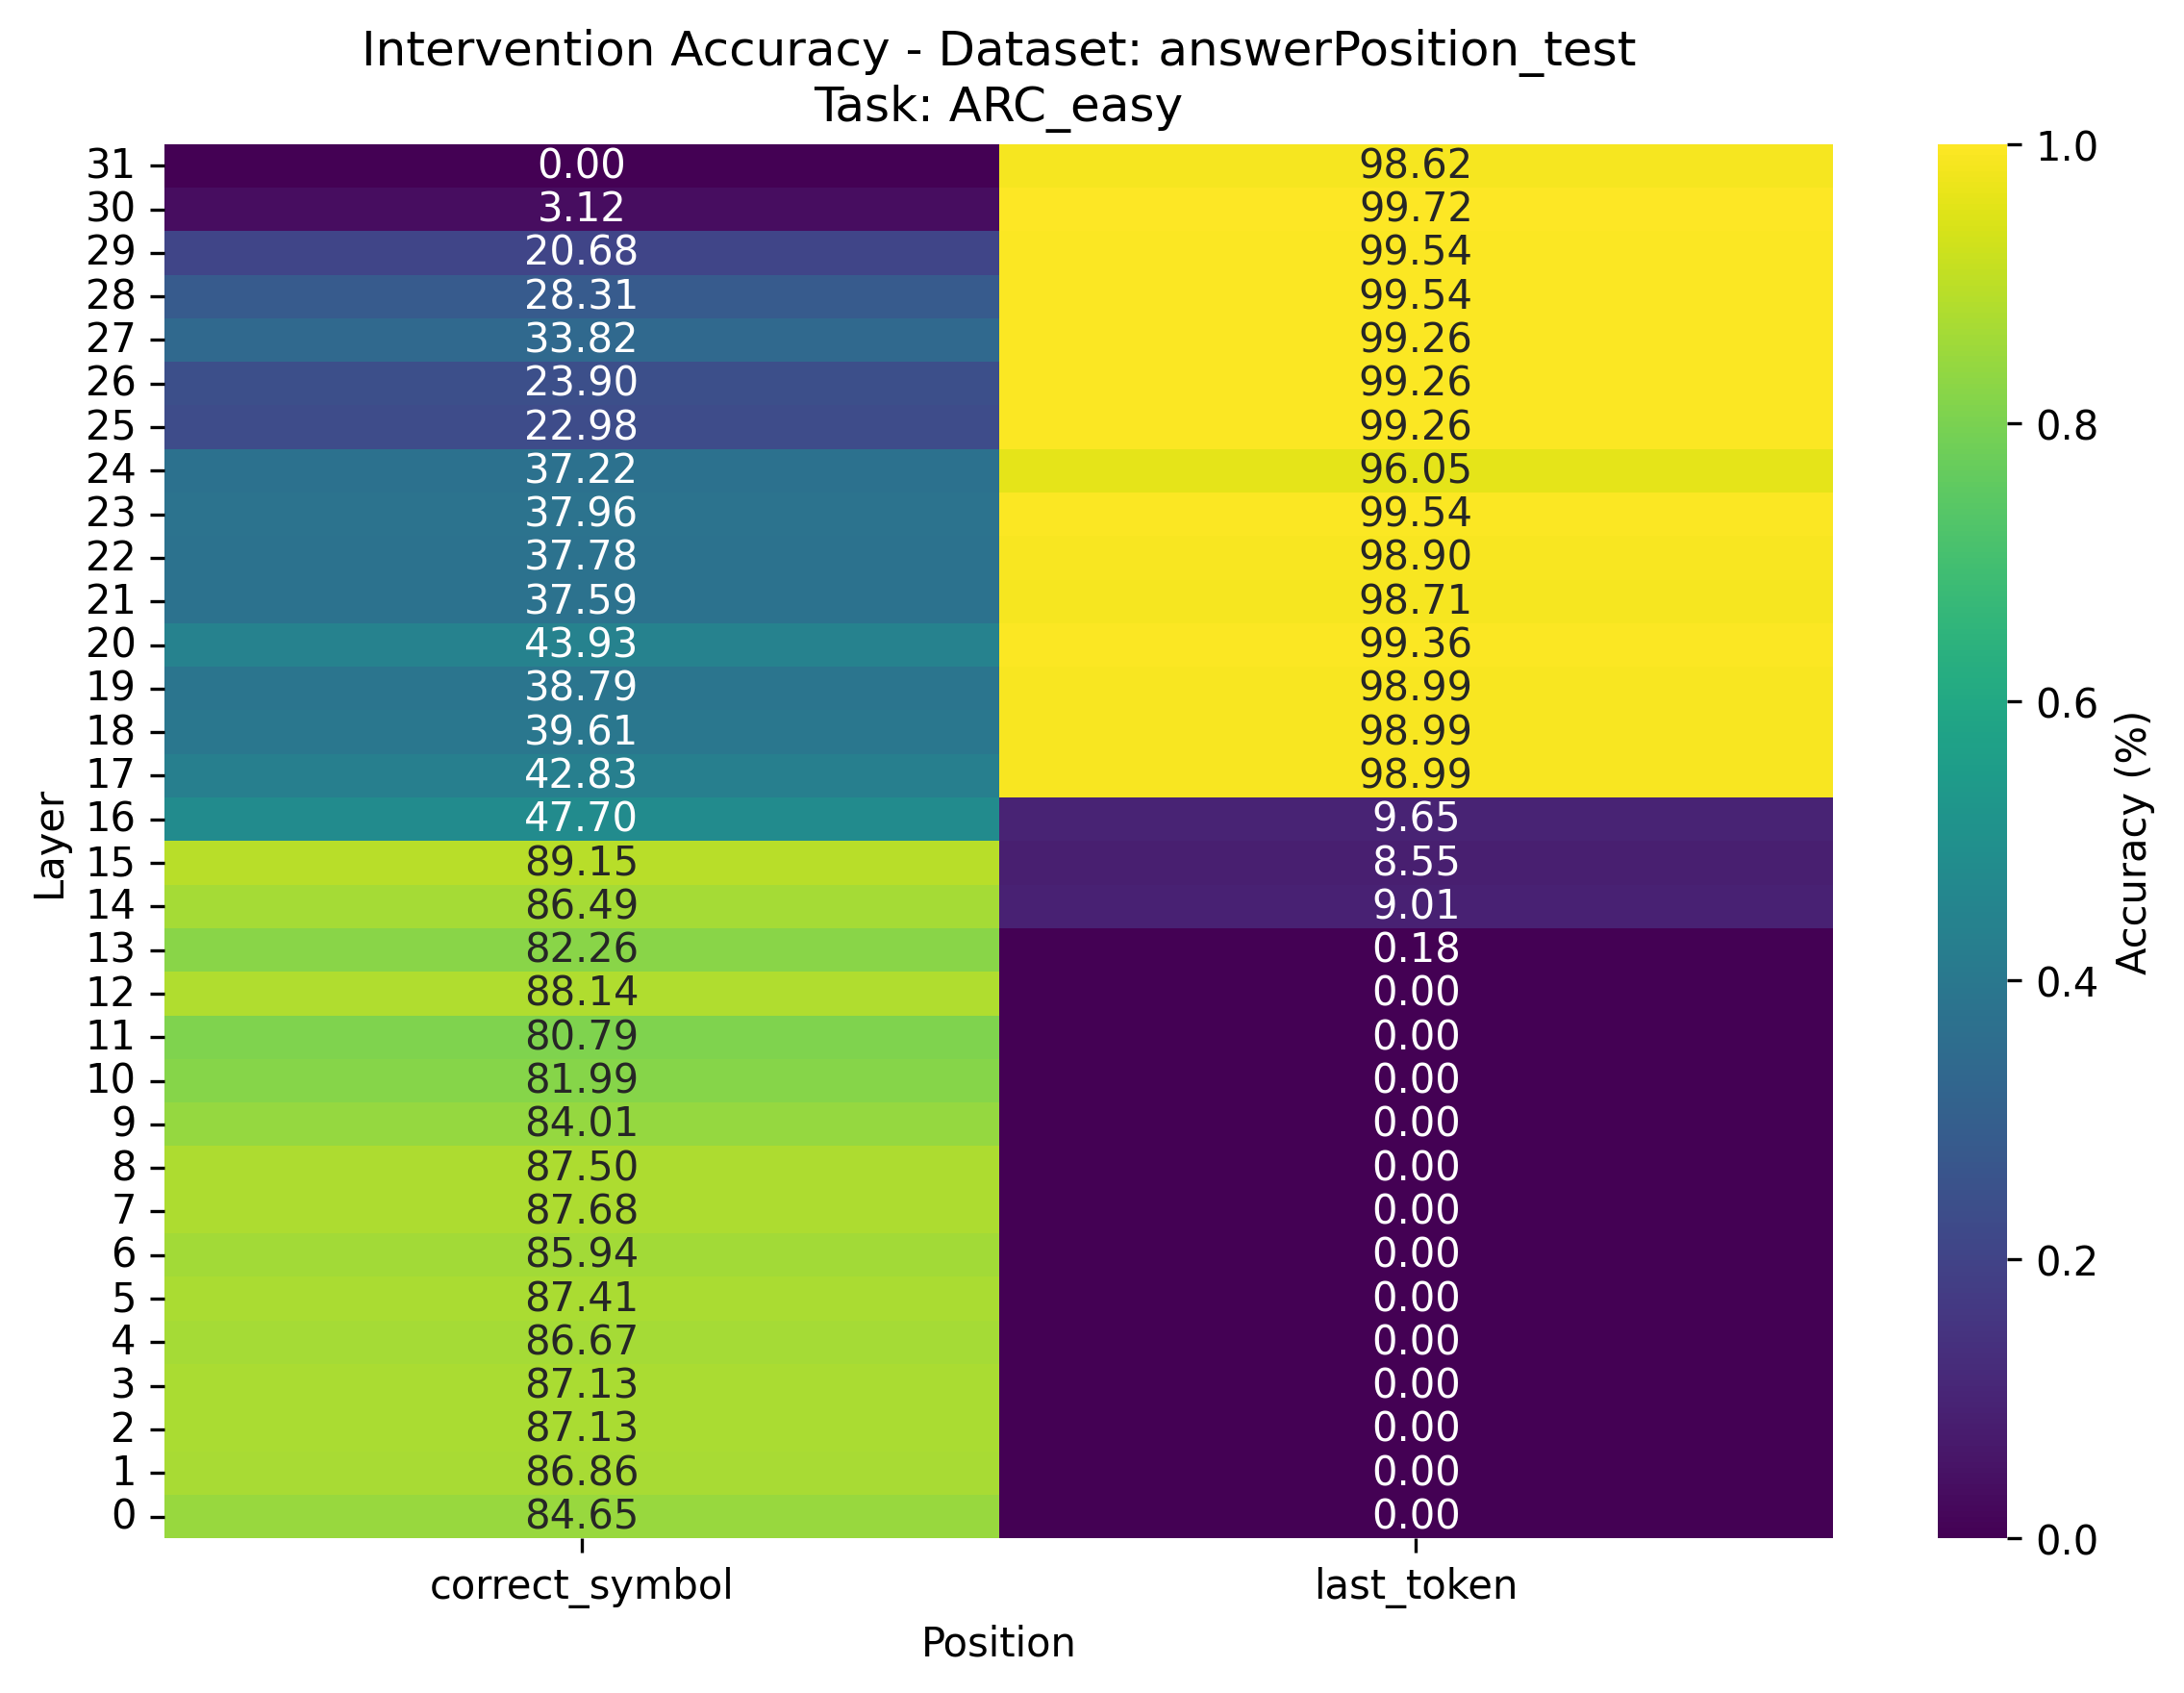 Intervention Accuracy - Dataset: answerPosition_test
Task: ARC_easy
31 0.00 98.62
30 3.12 99.72
29 20.68 99.54
28 28.31 99.54
27 33.82 99.26
26 23.90 99.26
25 22.98 99.26
24 37.22 96.05
23 37.96 99.54
22 37.78 98.90
21 37.59 98.71
20 43.93 99.36
19 38.79 98.99
18 39.61 98.99
17 42.83 98.99
16 47.70 9.65
15 89.15 8.55
14 86.49 9.01
13 82.26 0.18
12 88.14 0.00
11 80.79 0.00
10 81.99 0.00
9 84.01 0.00
8 87.50 0.00
7 87.68 0.00
6 85.94 0.00
5 87.41 0.00
4 86.67 0.00
3 87.13 0.00
2 87.13 0.00
1 86.86 0.00
0 84.65 0.00
correct_symbol last_token
Position
Layer
1.0
0.8
0.6
0.4
0.2
0.0
Accuracy (%)